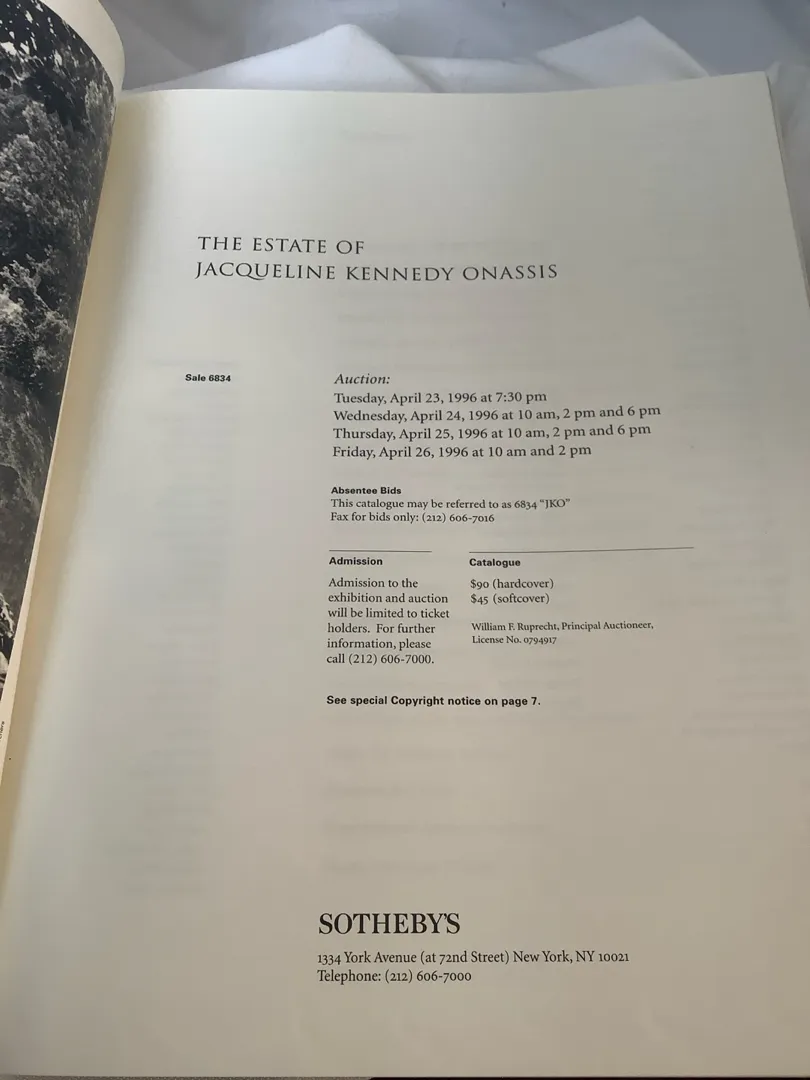 THE ESTATE OF
JACQUELINE KENNEDY ONASSIS
Sale 6834
Auction:
Tuesday, April 23, 1996 at 7:30 pm
Wednesday, April 24, 1996 at 10 am, 2 pm and 6 pm
Thursday, April 25, 1996 at 10 am, 2 pm and 6 pm
Friday, April 26, 1996 at 10 am and 2 pm
Absentee Bids
This catalogue may be referred to as 6834 "JKO"
Fax for bids only: (212) 606-7016
Admission
Admission to the
exhibition and auction
will be limited to ticket
holders. For further
information, please
call (212) 606-7000.
Catalogue
$90 (hardcover)
$45 (softcover)
William F. Ruprecht, Principal Auctioneer,
License No. 0794917
See special Copyright notice on page 7.
SOTHEBY'S
1334 York Avenue (at 72nd Street) New York, NY 10021
Telephone: (212) 606-7000